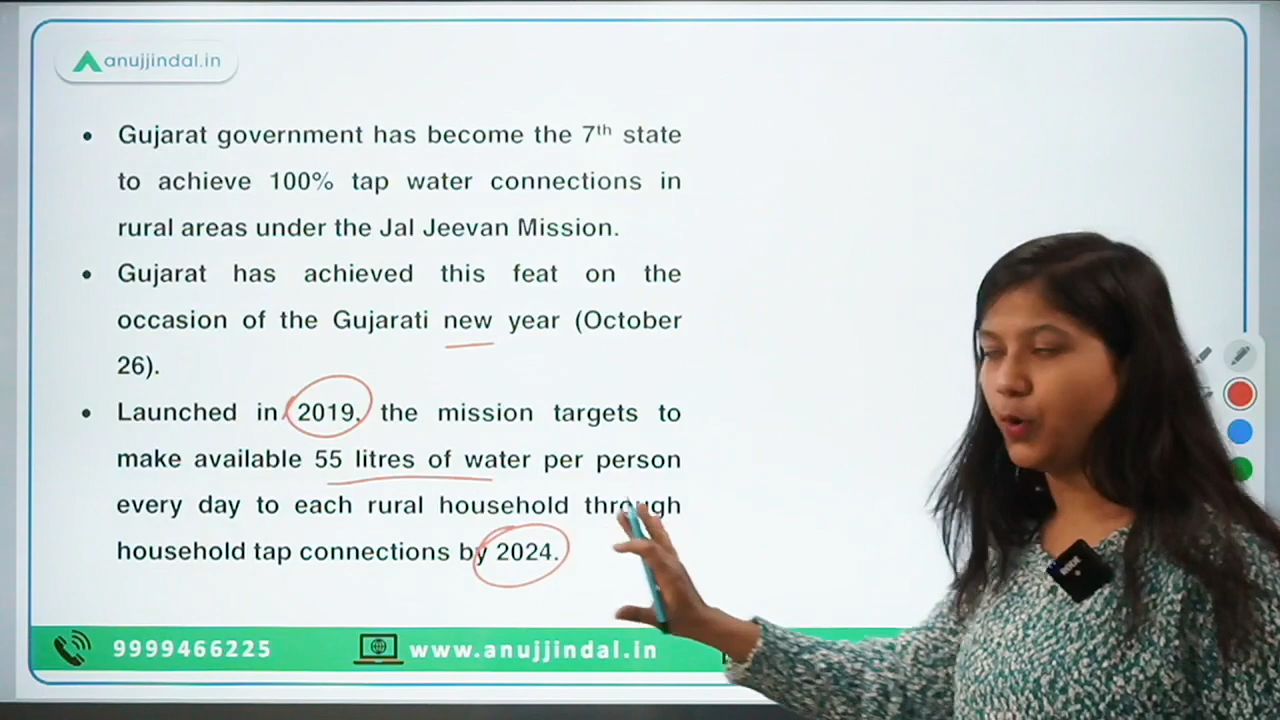 anujjindal.in
• Gujarat government has become the 7th state
to achieve 100% tap water connections in
rural areas under the Jal Jeevan Mission.
• Gujarat has achieved this feat on the
occasion of the Gujarati new year (October
26).
• Launched in 2019, the mission targets to
make available 55 litres of water per person
every day to each rural household through
household tap connections by 2024.
9999466225 www.anujjindal.in